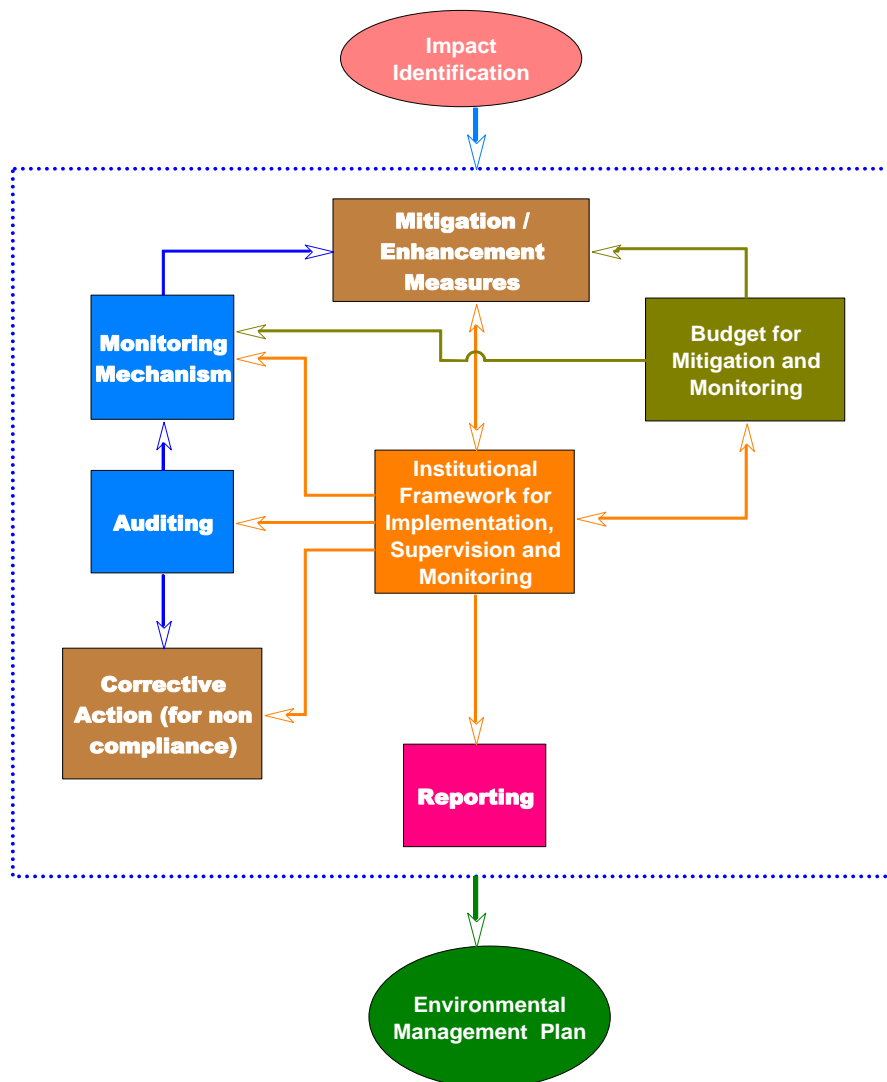 Impact
Identification
Mitigation /
Enhancement
Measures
Monitoring
Mechanism
Budget for
Mitigation and
Monitoring
Institutional
Framework for
Implementation,
Supervision and
Monitoring
Auditing
Corrective
Action (for non
compliance)
Reporting
Environmental
Management Plan